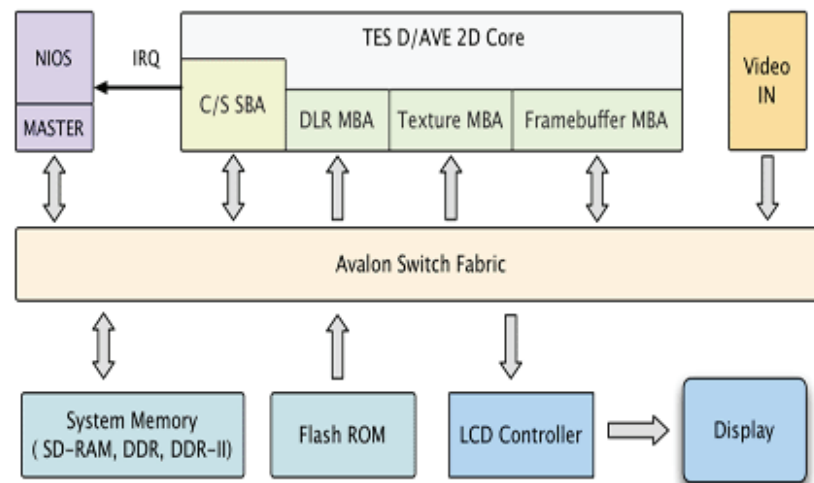 TES D/AVE 2D Core
NIOS
IRQ
Video
IN
C/S SBA
MASTER
DLR MBA
Texture MBA
Framebuffer MBA
Avalon Switch Fabric
System Memory
( SD-RAM, DDR, DDR-II)
Flash ROM
LCD Controller
Display